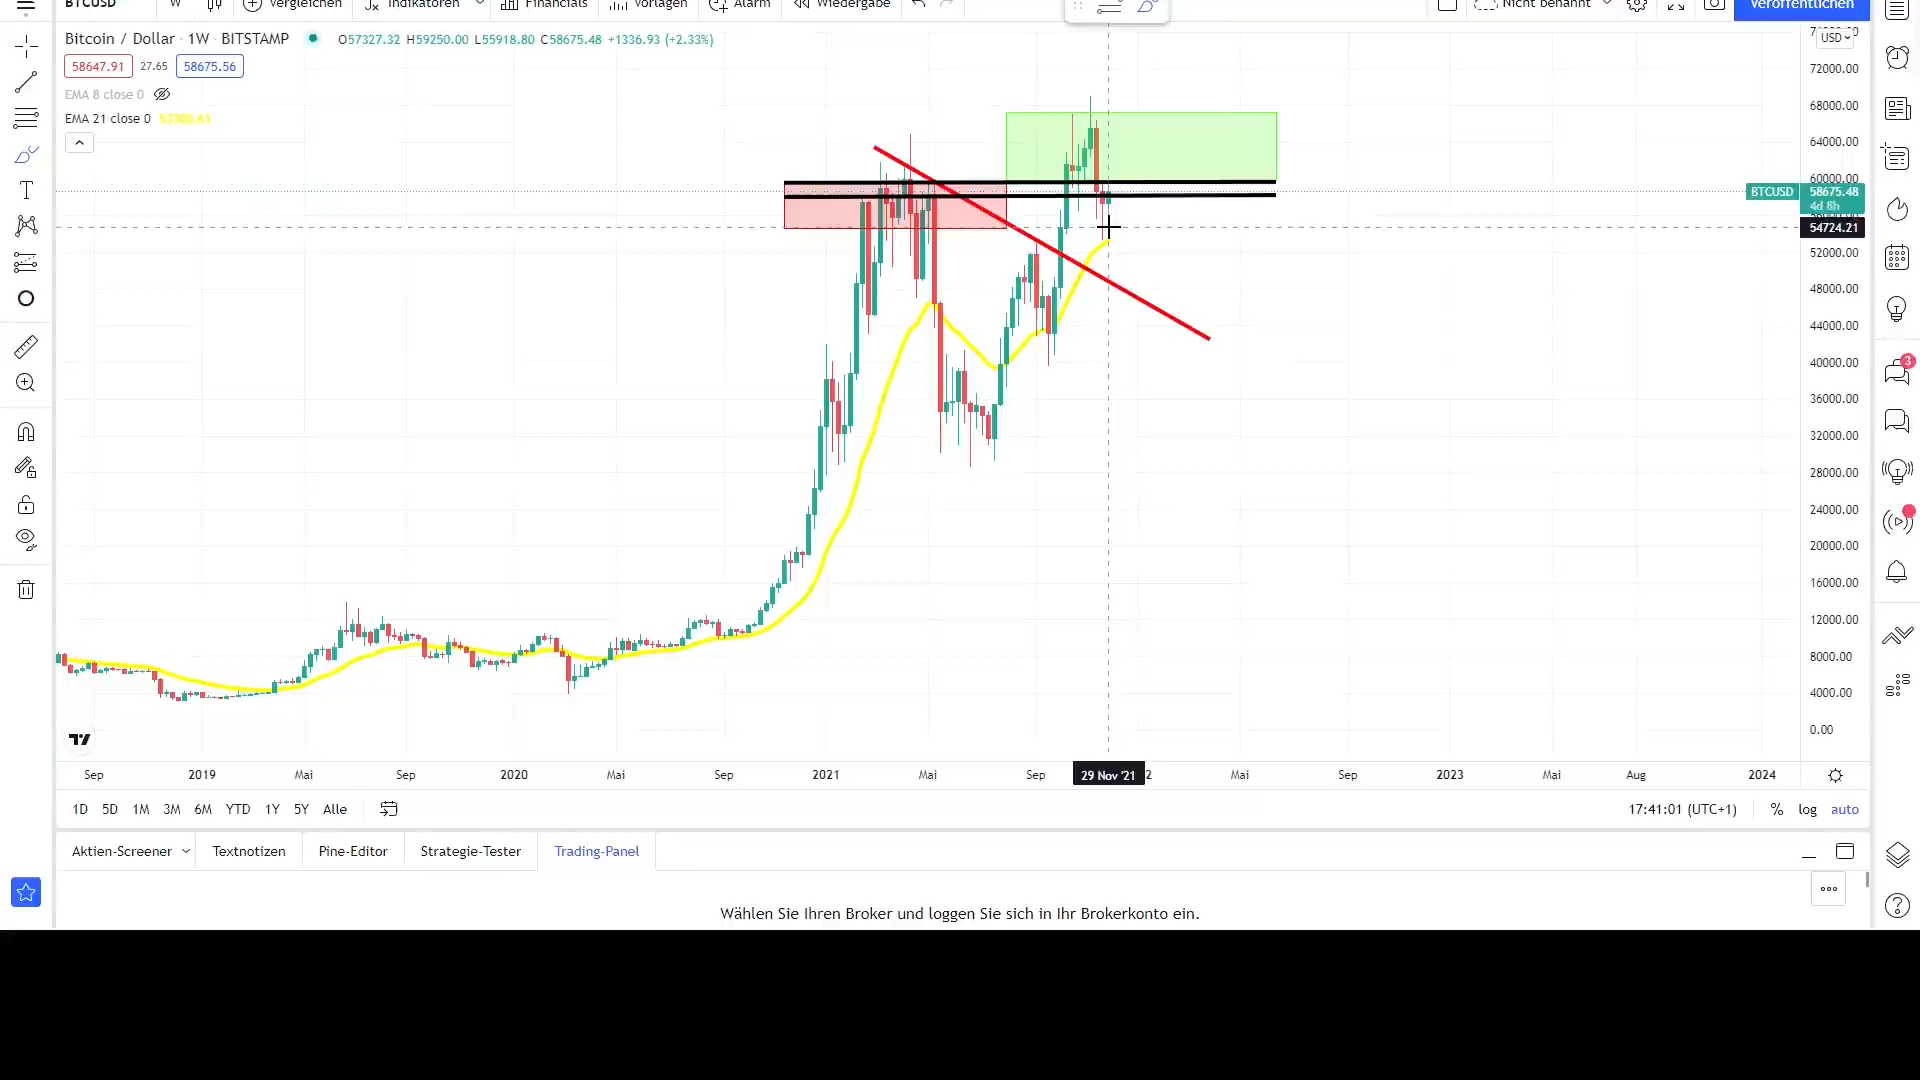 BTCUSD W Vergleichen Indikatoren Financials Vorlagen Alarm Wiedergabe Nicht benannt Veröffentlichen
Bitcoin / Dollar · 1W · BITSTAMP O57327.32 H59250.00 L55918.80 C58675.48 +1336.93 (+2.33%)
USD
58647.91 27.65 58675.56
EMA 8 close 0
EMA 21 close 0
72000.00
68000.00
64000.00
60000.00
BTCUSD 58675.48
4d 8h
54724.21
52000.00
48000.00
44000.00
40000.00
36000.00
32000.00
28000.00
24000.00
20000.00
16000.00
12000.00
8000.00
4000.00
0.00
3
Sep 2019 Mai Sep 2020 Mai Sep 2021 Mai Sep 29 Nov '21 2 Mai Sep 2023 Mai Aug 2024
1D 5D 1M 3M 6M YTD 1Y 5Y Alle 17:41:01 (UTC+1) % log auto
Aktien-Screener Textnotizen Pine-Editor Strategie-Tester Trading-Panel
Wählen Sie Ihren Broker und loggen Sie sich in Ihr Brokerkonto ein.